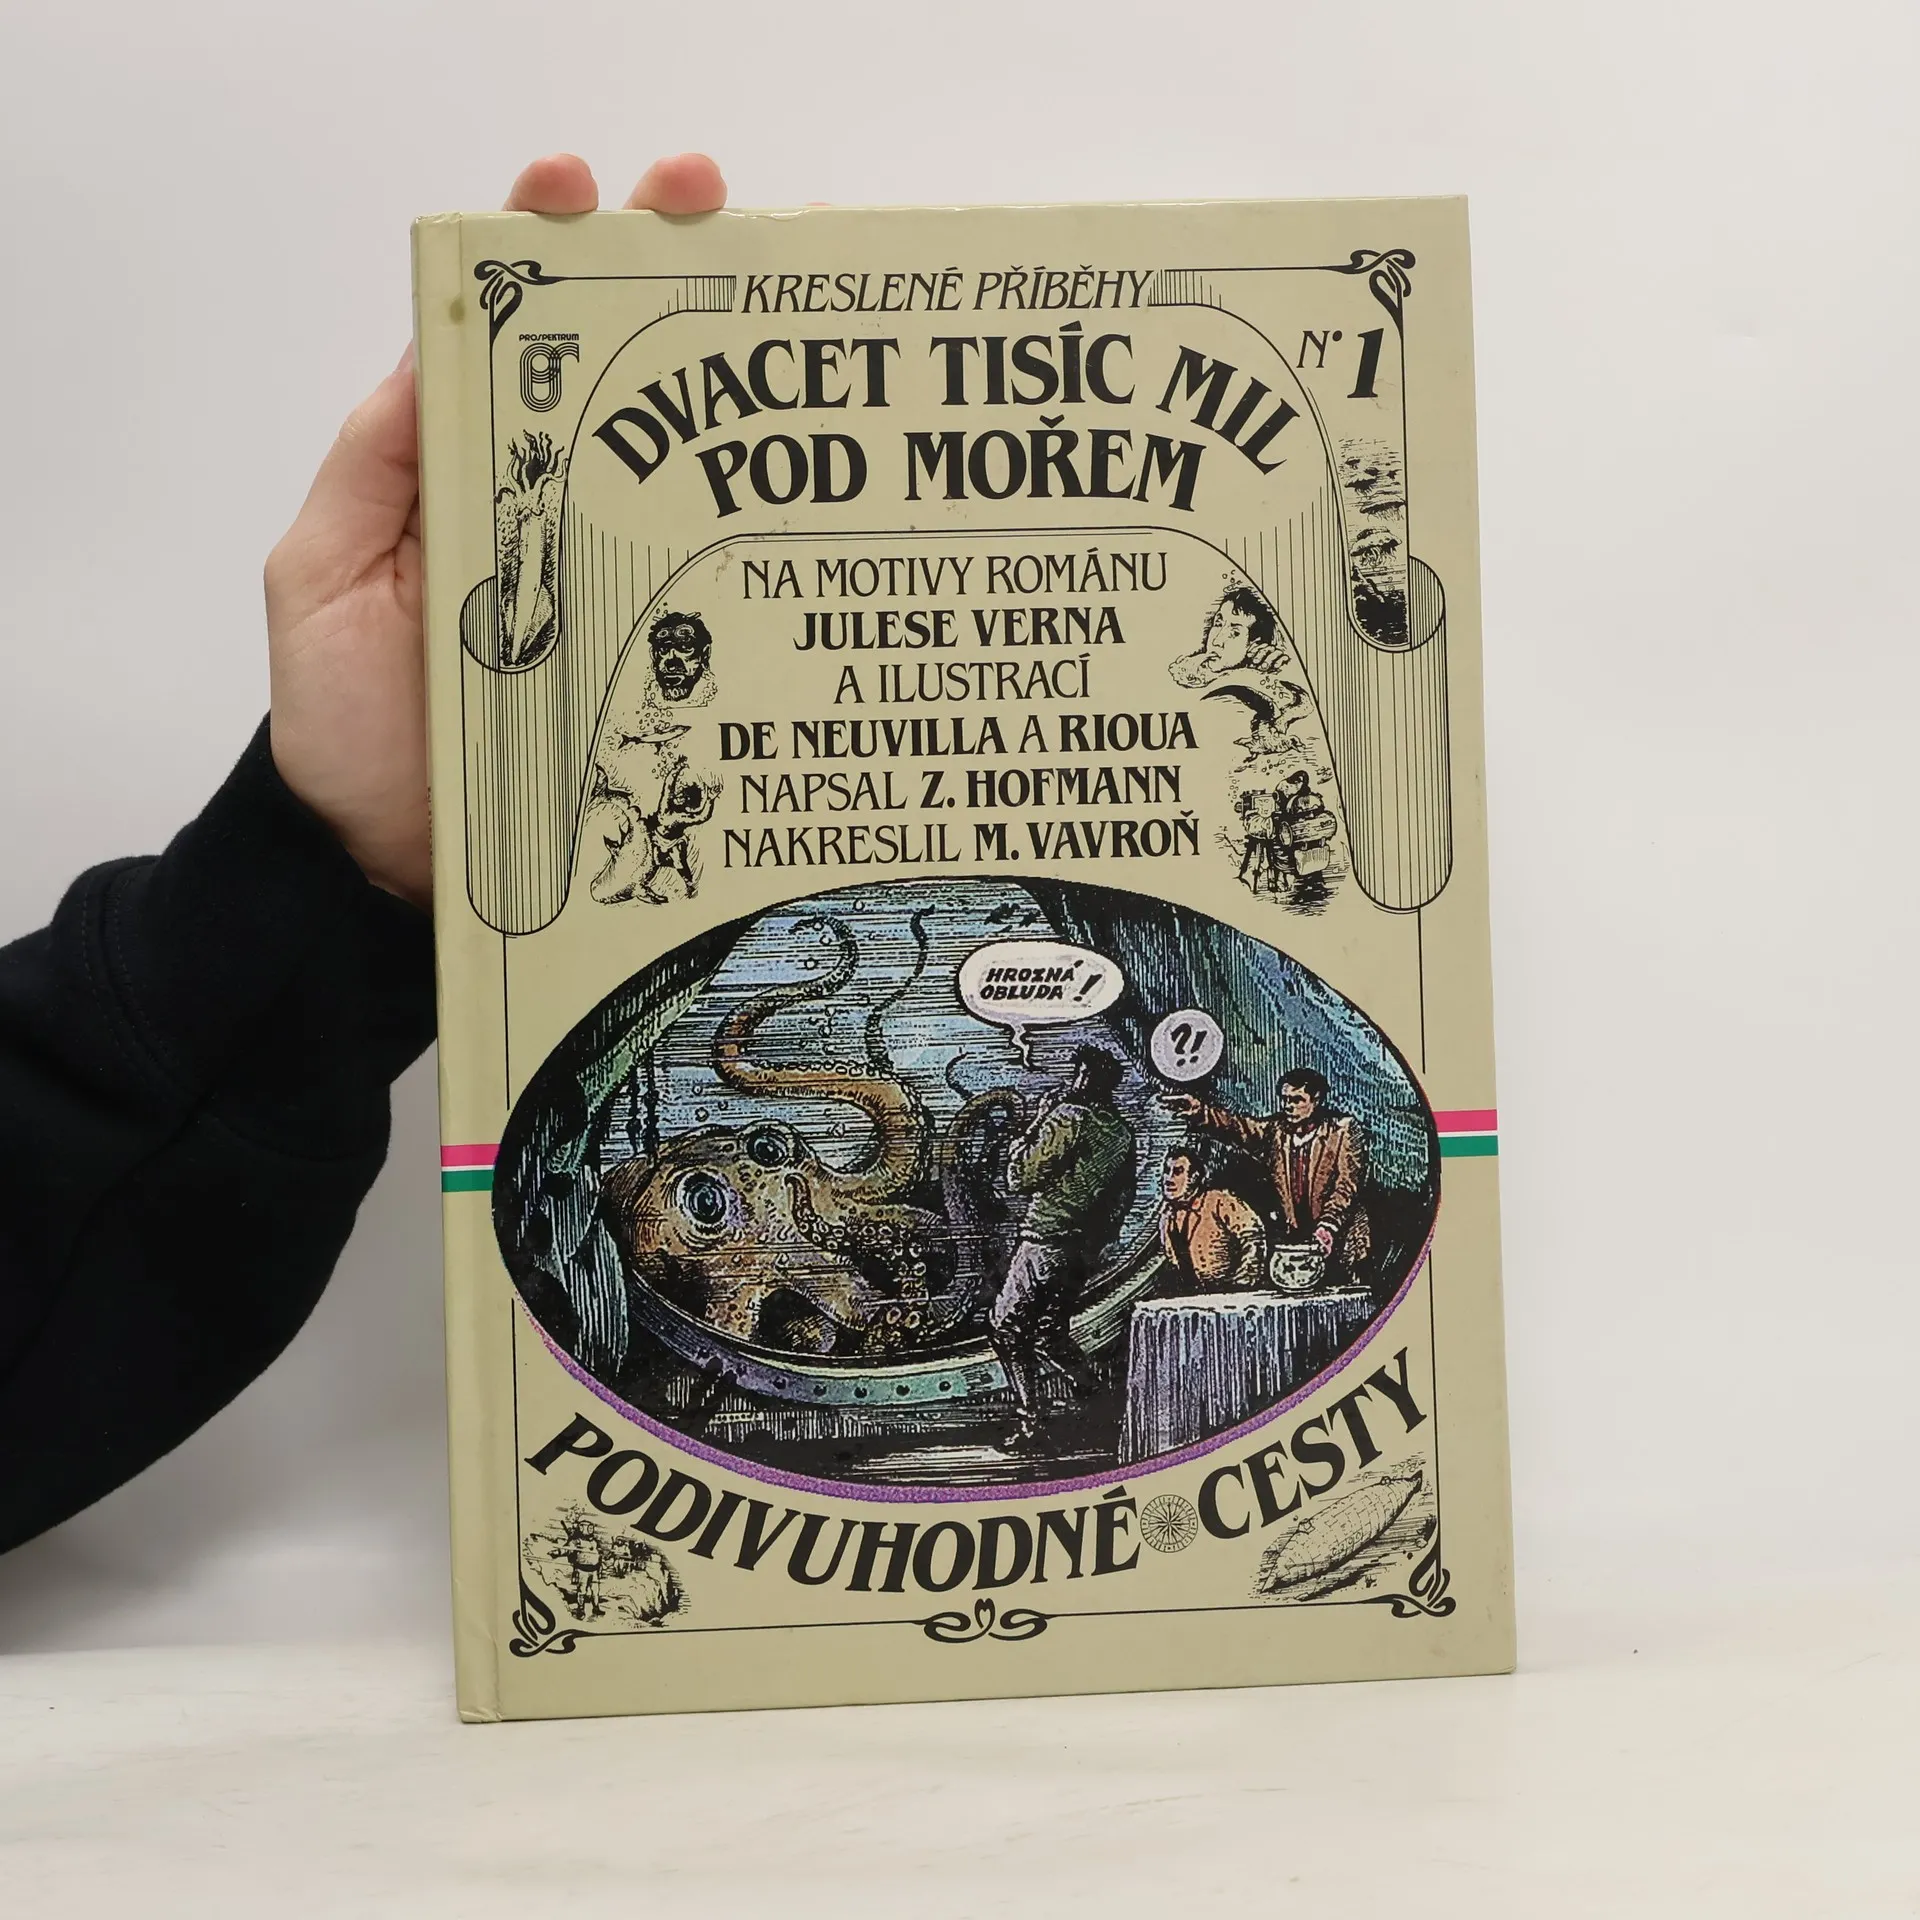 KRESLENÉ PŘÍBĚHY
PROSPEKTRUM
N° 1
DVACET TISÍC MIL
POD MOŘEM
NA MOTIVY ROMÁNU
JULESE VERNA
A ILUSTRACÍ
DE NEUVILLA A RIOUA
NAPSAL Z. HOFMANN
NAKRESLIL M. VAVROŇ
HROZNÁ
OBLUDA!
?!
PODIVUHODNÉ CESTY